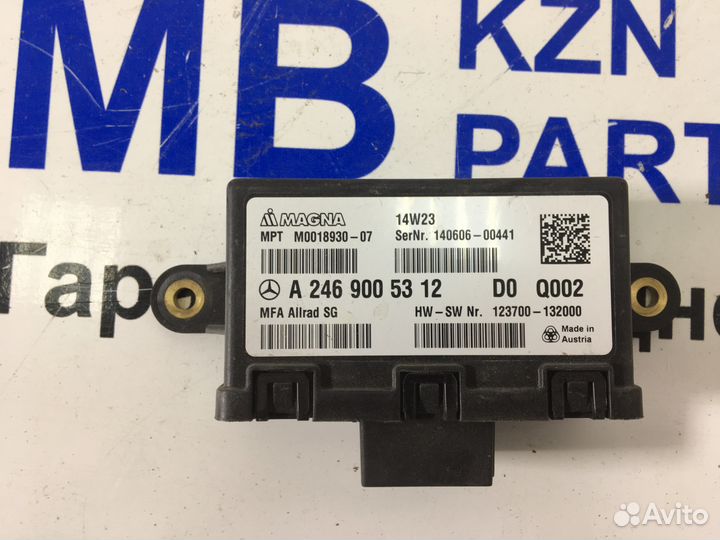 MB
KZN
PART
Гар
MAGNA
14W23
MPT M0018930-07
SerNr. 140606-00441
A 246 900 53 12 D0 Q002
MFA Allrad SG
HW-SW Nr. 123700-132000
Made in
Austria
Avito